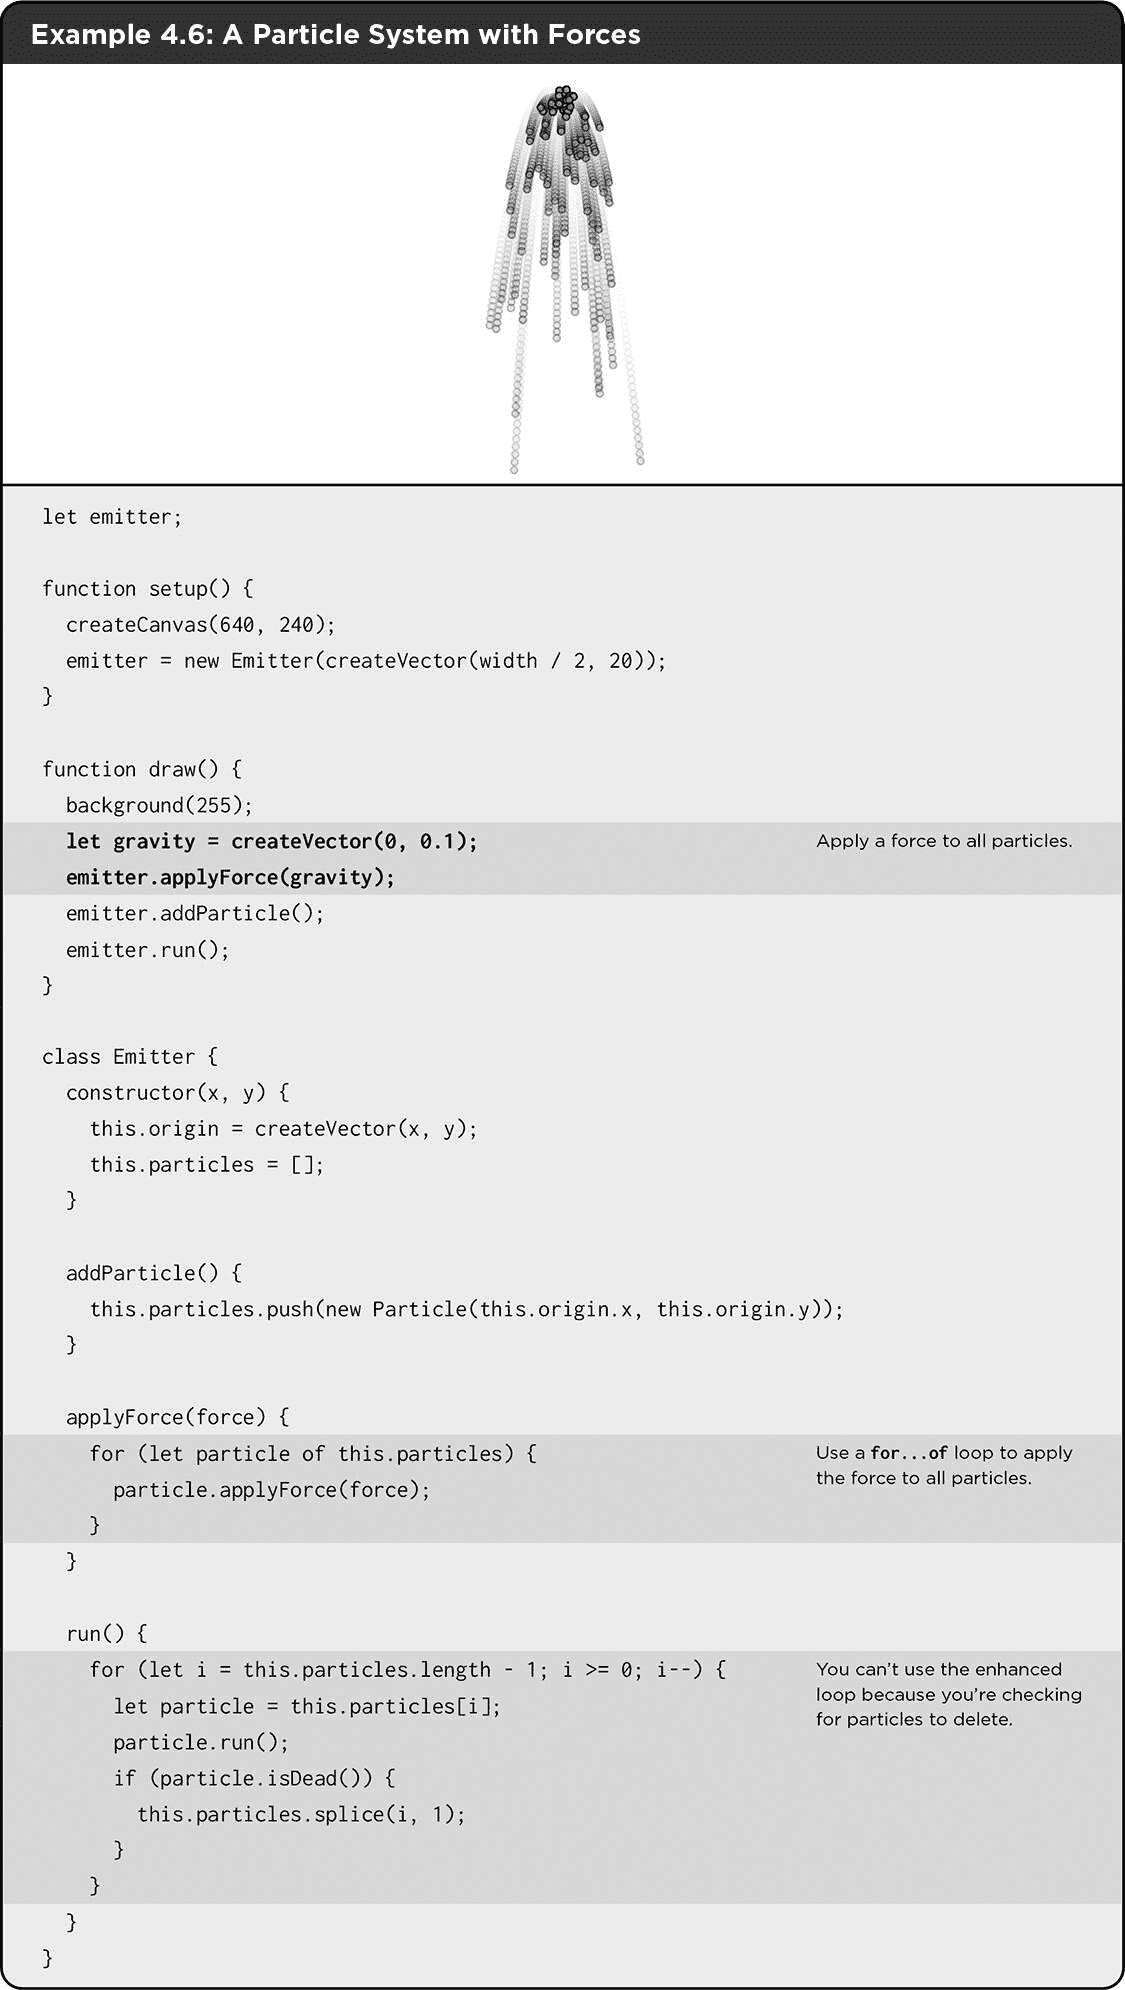 Example 4.6: A Particle System with Forces
let emitter;
function setup() {
  createCanvas(640, 240);
  emitter = new Emitter(createVector(width / 2, 20));
}
function draw() {
  background(255);
  let gravity = createVector(0, 0.1);
Apply a force to all particles.
  emitter.applyForce(gravity);
  emitter.addParticle();
  emitter.run();
}
class Emitter {
  constructor(x, y) {
    this.origin = createVector(x, y);
    this.particles = [];
  }
  addParticle() {
    this.particles.push(new Particle(this.origin.x, this.origin.y));
  }
  applyForce(force) {
    for (let particle of this.particles) {
      particle.applyForce(force);
    }
Use a for...of loop to apply
the force to all particles.
  }
  run() {
    for (let i = this.particles.length - 1; i >= 0; i--) {
      let particle = this.particles[i];
      particle.run();
      if (particle.isDead()) {
        this.particles.splice(i, 1);
      }
    }
You can’t use the enhanced
loop because you’re checking
for particles to delete.
  }
}